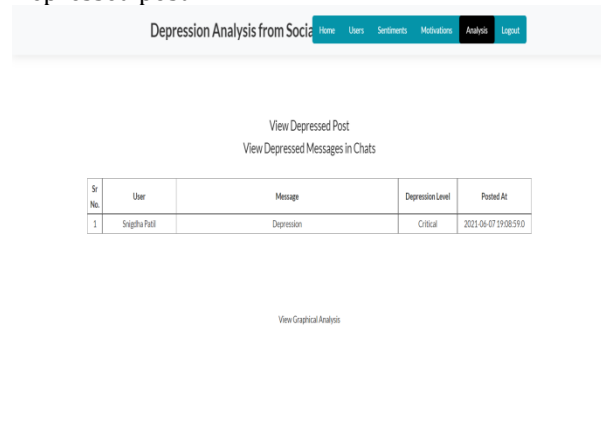 Depression Analysis from Socia Home Users Sentiments Motivations Analysis Logout
View Depressed Post
View Depressed Messages in Chats
Sr No. User Message Depression Level Posted At
1 Snigdha Patil Depression Critical 2021-06-07 19:08:59.0
View Graphical Analysis